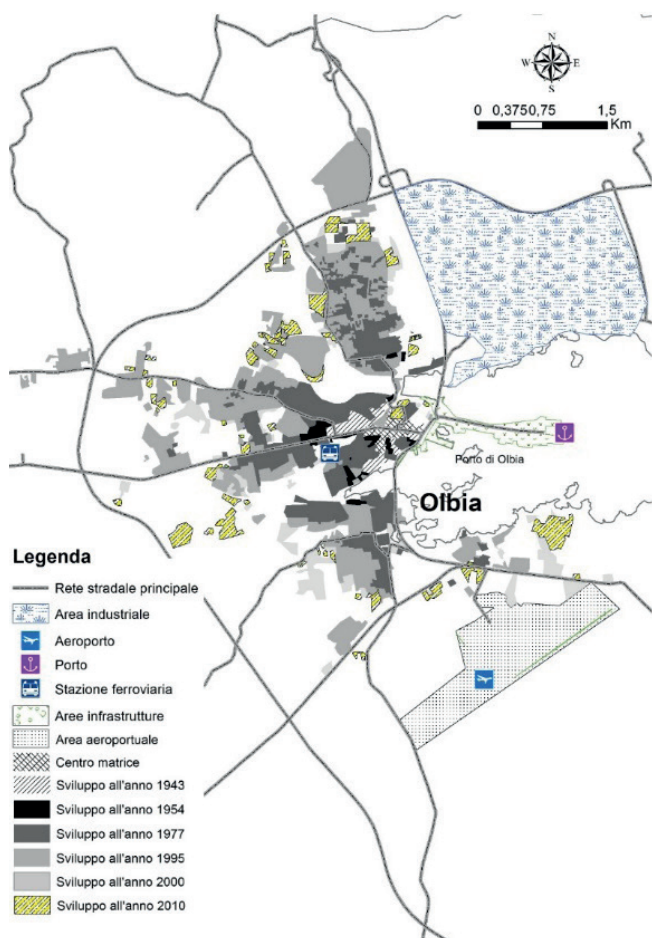 N
W E
S
0 0,3750,75 1,5
Km
Porto di Olbia
Olbia
Legenda
Rete stradale principale
Area industriale
Aeroporto
Porto
Stazione ferroviaria
Aree infrastrutture
Area aeroportuale
Centro matrice
Sviluppo all'anno 1943
Sviluppo all'anno 1954
Sviluppo all'anno 1977
Sviluppo all'anno 1995
Sviluppo all'anno 2000
Sviluppo all'anno 2010